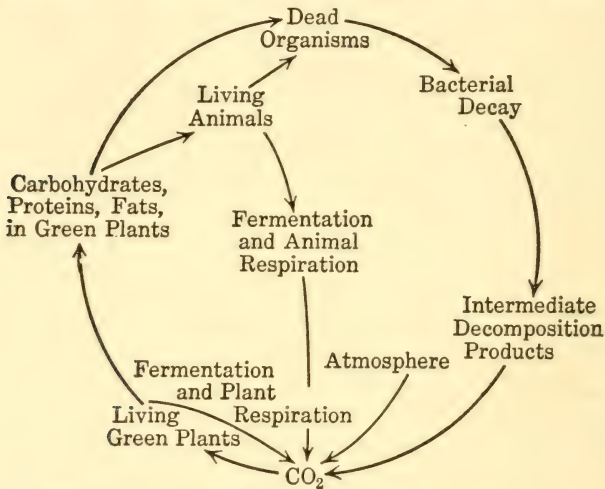 Dead
Organisms
Living
Animals
Bacterial
Decay
Carbohydrates,
Proteins, Fats,
in Green Plants
Fermentation
and Animal
Respiration
Intermediate
Decomposition
Products
Atmosphere
Fermentation
and Plant
Respiration
Living
Green Plants
CO₂